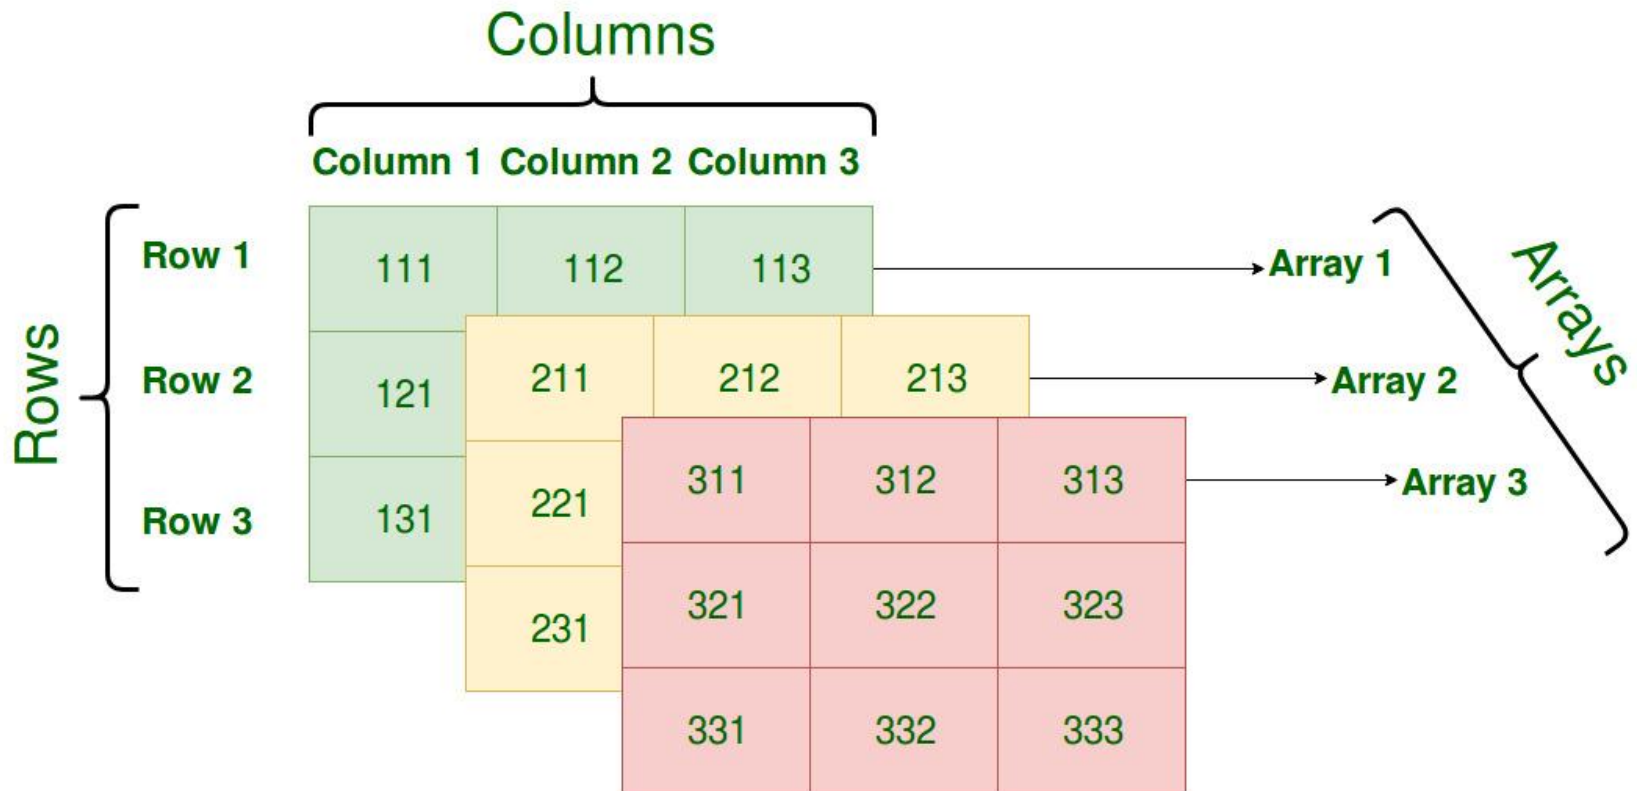 Columns
Column 1 Column 2 Column 3
Rows
Row 1
111 112 113
Array 1
Row 2
121
211 212 213
Array 2
Row 3
131
221
231
311 312 313
Array 3
321 322 323
331 332 333
Arrays